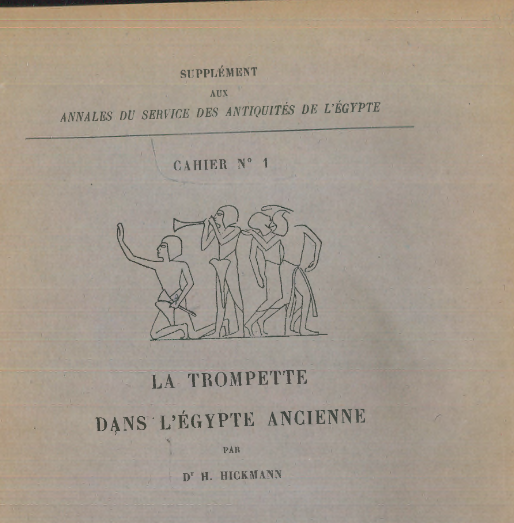 SUPPLÉMENT
AUX
ANNALES DU SERVICE DES ANTIQUITÉS DE L'ÉGYPTE
CAHIER N° 1
LA TROMPETTE
DANS L'ÉGYPTE ANCIENNE
PAR
Dr H. HICKMANN